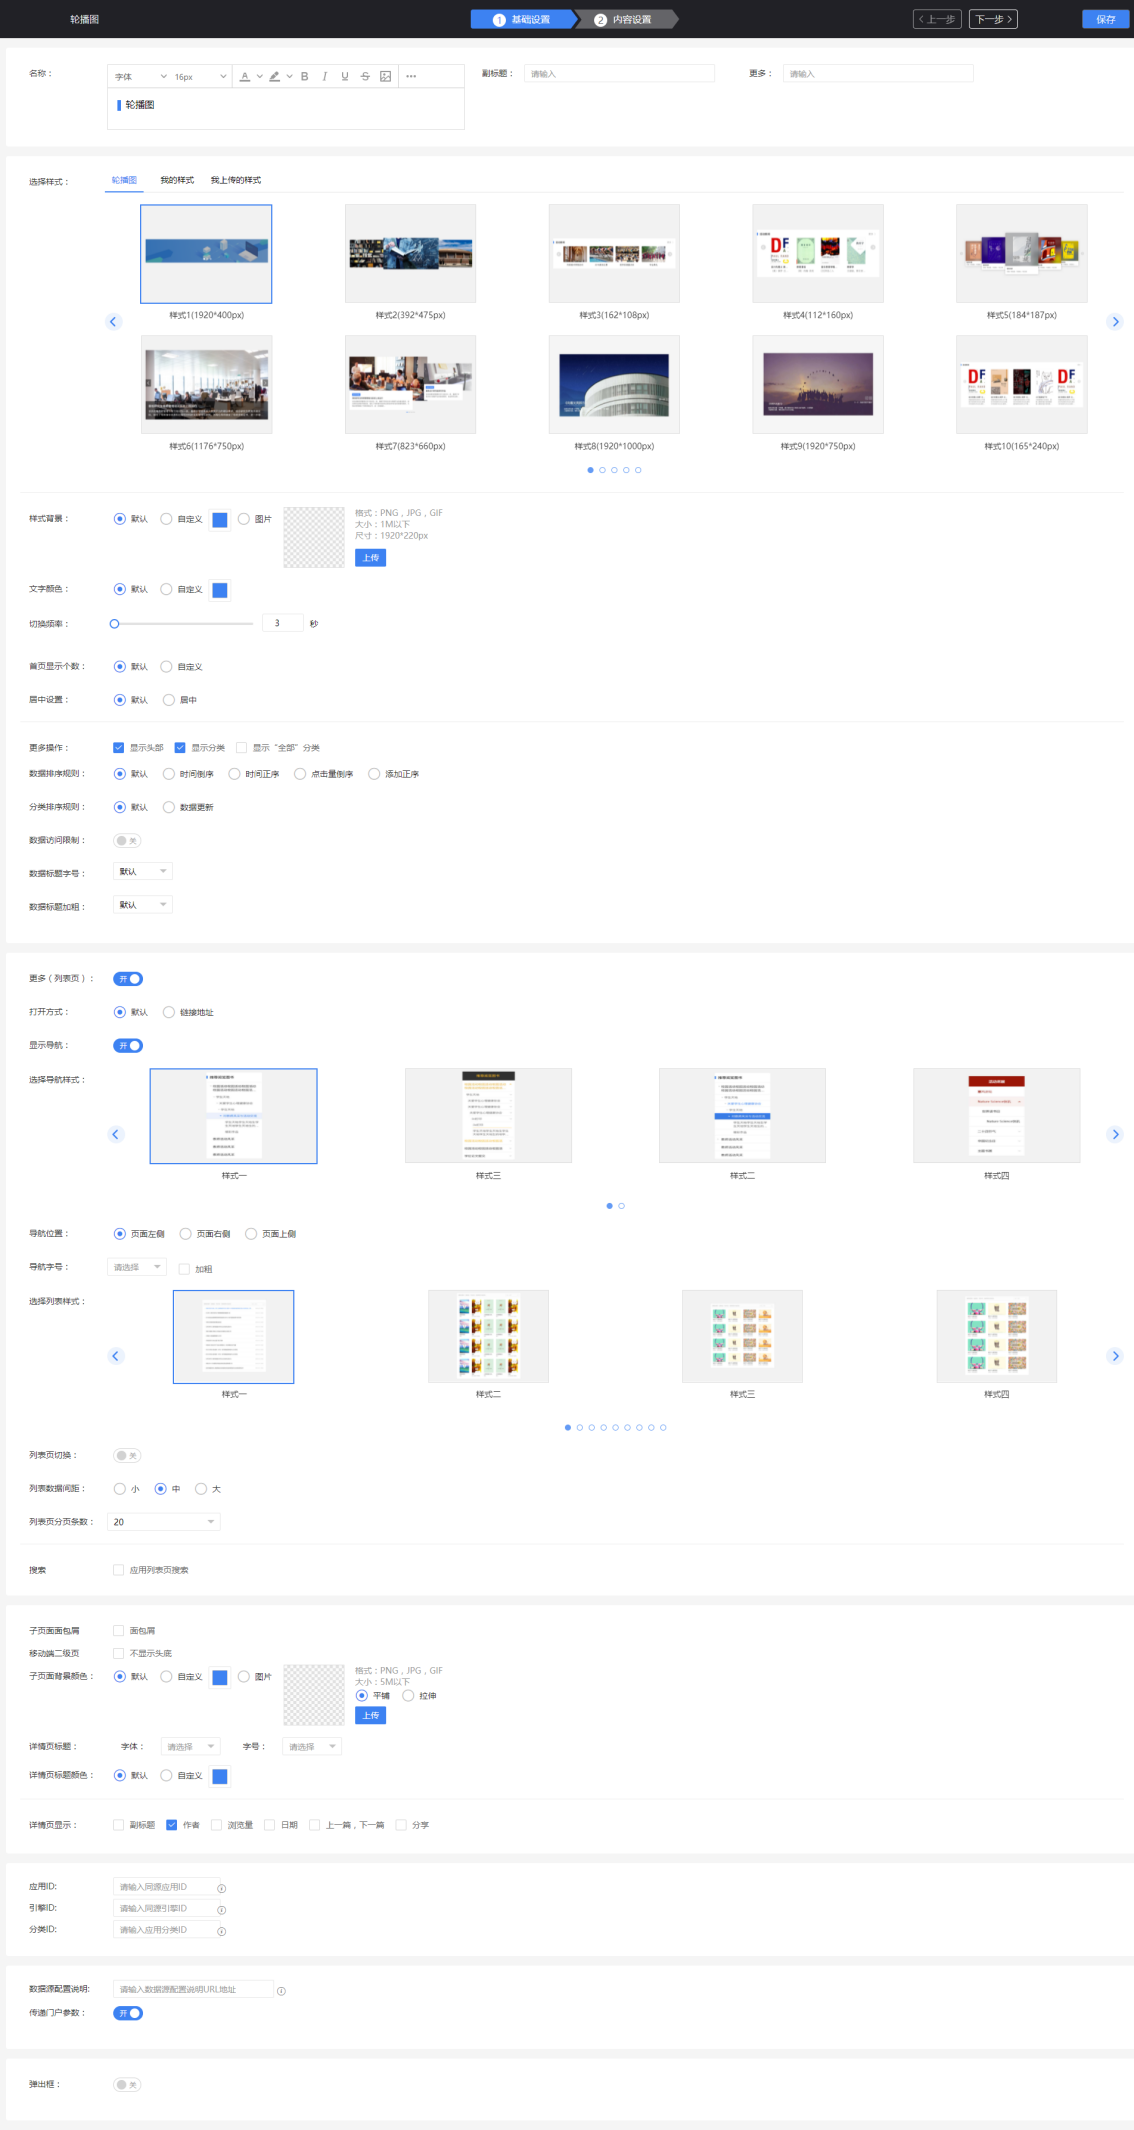 轮播图
1 基础设置
2 内容设置
上一步
下一步
保存
名称：
字体
16px
轮播图
副标题：
请输入
更多：
请输入
选择样式：
轮播图
我的样式
我上传的样式
样式1(1920*400px)
样式2(392*475px)
样式3(162*108px)
样式4(112*160px)
样式5(184*187px)
样式6(1176*750px)
样式7(823*660px)
样式8(1920*1000px)
样式9(1920*750px)
样式10(165*240px)
样式背景：
默认
自定义
图片
格式：PNG，JPG，GIF
大小：1M以下
尺寸：1920*220px
上传
文字颜色：
默认
自定义
切换频率：
3
秒
首页显示个数：
默认
自定义
居中设置：
默认
居中
更多操作：
显示头部
显示分类
显示“全部”分类
数据排序规则：
默认
时间倒序
时间正序
点击量倒序
添加正序
分类排序规则：
默认
数据更新
数据访问限制：
关
数据标题字号：
默认
数据标题加粗：
默认
更多（列表页）：
开
打开方式：
默认
链接地址
显示导航：
开
选择导航样式：
样式一
样式三
样式二
样式四
导航位置：
页面左侧
页面右侧
页面上侧
导航字号：
请选择
加粗
选择列表样式：
样式一
样式二
样式三
样式四
列表页切换：
关
列表数据间距：
小
中
大
列表页分页条数：
20
搜索
应用列表页搜索
子页面面包屑
面包屑
移动端二级页
不显示头底
子页面背景颜色：
默认
自定义
图片
格式：PNG，JPG，GIF
大小：5M以下
平铺
拉伸
上传
详情页标题：
字体：
请选择
字号：
请选择
详情页标题颜色：
默认
自定义
详情页显示：
副标题
作者
浏览量
日期
上一篇，下一篇
分享
应用ID:
请输入同源应用ID
引擎ID:
请输入同源引擎ID
分类ID:
请输入应用分类ID
数据源配置说明:
请输入数据源配置说明URL地址
传递门户参数：
开
弹出框：
关